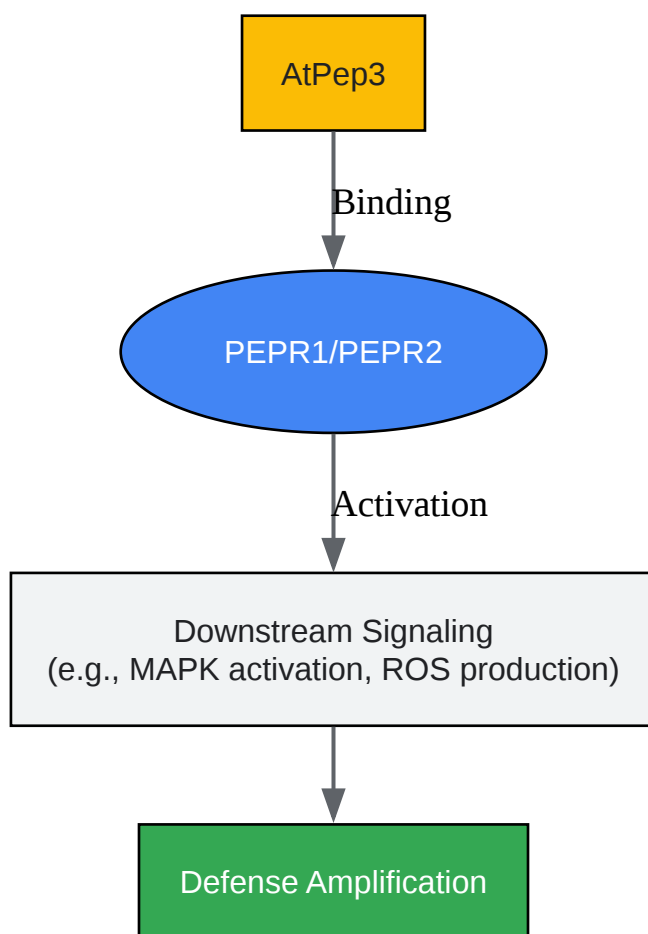 AtPep3
Binding
PEPR1/PEPR2
Activation
Downstream Signaling
(e.g., MAPK activation, ROS production)
Defense Amplification